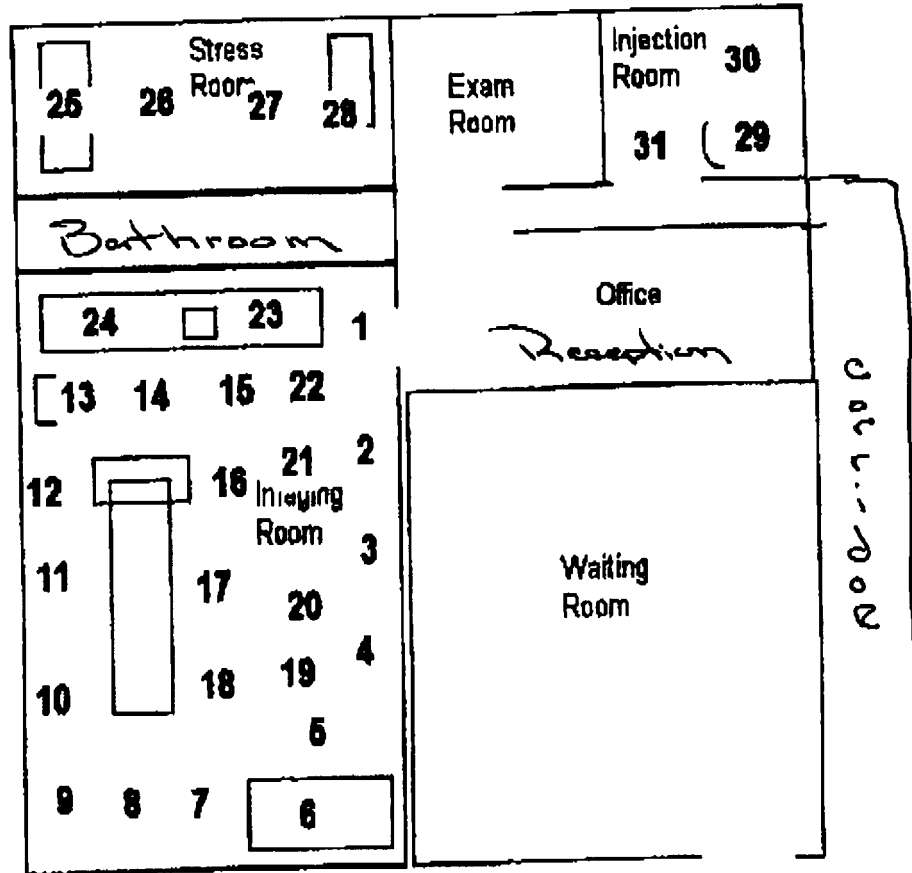 Stress
Room
25 26 27 28
Exam
Room
Injection
Room
30
31 29
Bathroom
24 23 1
Office
Reception
13 14 15 22
12 16 21 2
Imaging
Room
11 17 20 3
10 18 19 4
5
9 8 7 6
Waiting
Room
Corridor